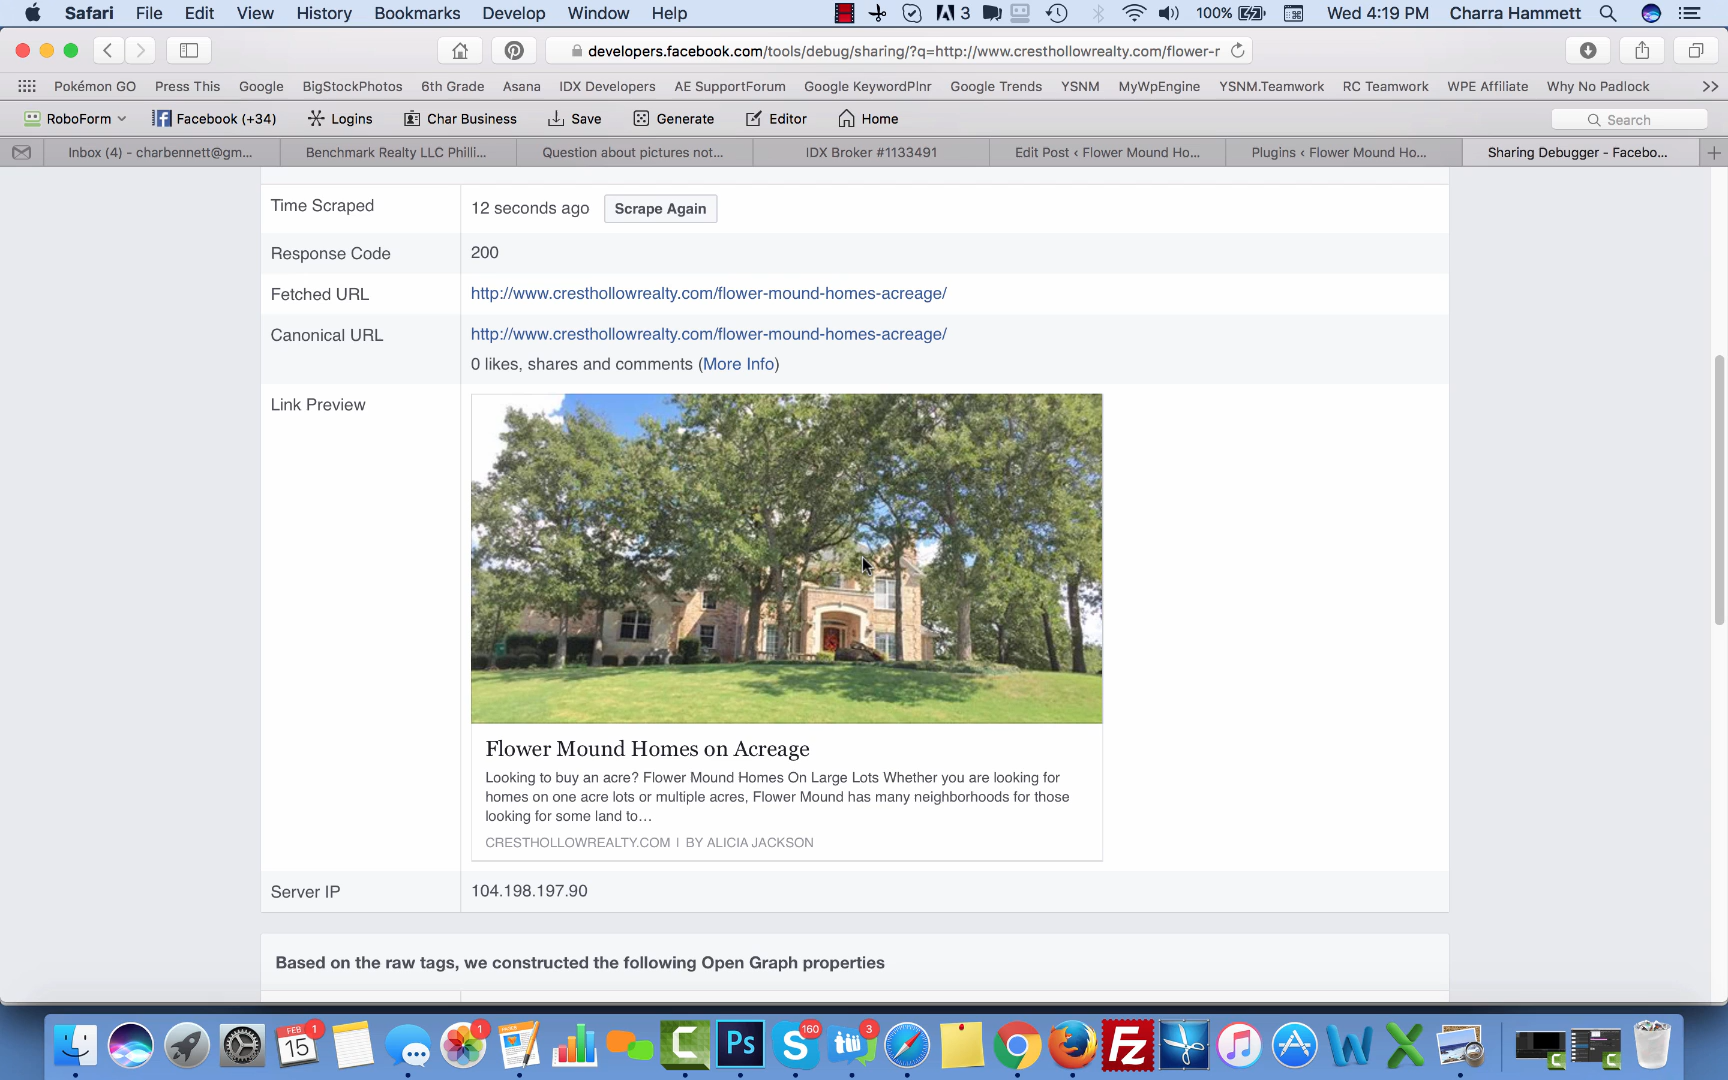 Safari File Edit View History Bookmarks Develop Window Help 3 100% Wed 4:19 PM Charra Hammett
developers.facebook.com/tools/debug/sharing/?q=http://www.cresthollowrealty.com/flower-r
Pokémon GO Press This Google BigStockPhotos 6th Grade Asana IDX Developers AE SupportForum Google KeywordPlnr Google Trends YSNM MyWpEngine YSNM.Teamwork RC Teamwork WPE Affiliate Why No Padlock >>
RoboForm Facebook (+34) Logins Char Business Save Generate Editor Home Search
Inbox (4) - charbennett@gm... Benchmark Realty LLC Philli... Question about pictures not... IDX Broker #1133491 Edit Post ‹ Flower Mound Ho... Plugins ‹ Flower Mound Ho... Sharing Debugger - Facebo...
Time Scraped 12 seconds ago Scrape Again
Response Code 200
Fetched URL http://www.cresthollowrealty.com/flower-mound-homes-acreage/
Canonical URL http://www.cresthollowrealty.com/flower-mound-homes-acreage/
0 likes, shares and comments (More Info)
Link Preview
Flower Mound Homes on Acreage
Looking to buy an acre? Flower Mound Homes On Large Lots Whether you are looking for
homes on one acre lots or multiple acres, Flower Mound has many neighborhoods for those
looking for some land to...
CRESTHOLLOWREALTY.COM | BY ALICIA JACKSON
Server IP 104.198.197.90
Based on the raw tags, we constructed the following Open Graph properties
FEB 15 1 1 Ps 160 3 Fz